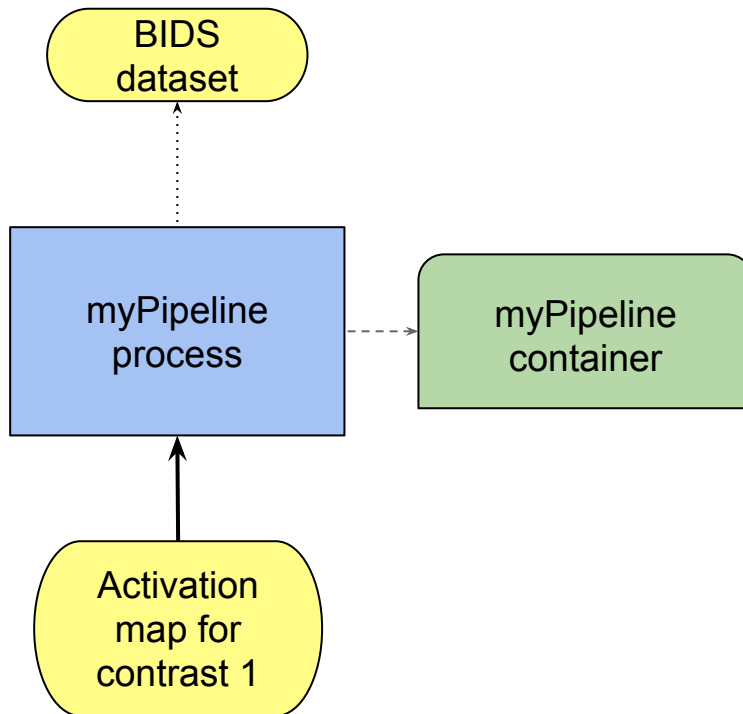 BIDS
dataset
myPipeline
process
myPipeline
container
Activation
map for
contrast 1